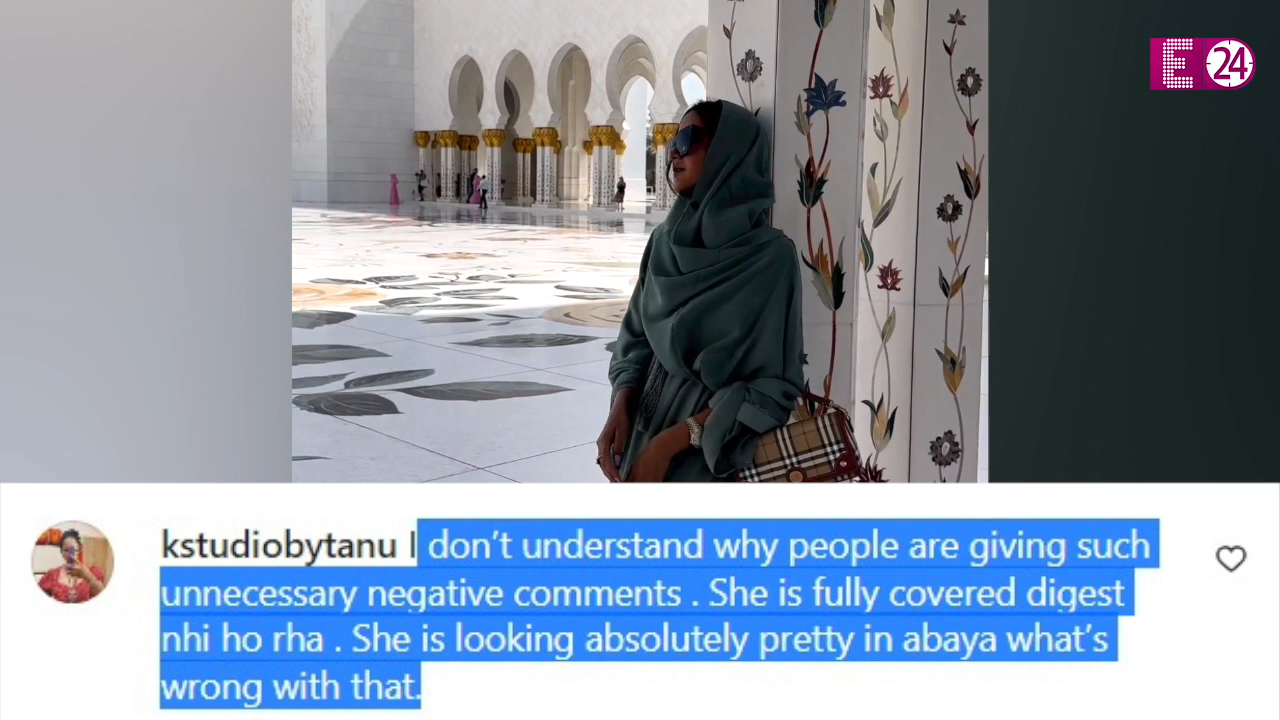 E 24
kstudiobytanu I don't understand why people are giving such
unnecessary negative comments . She is fully covered digest
nhi ho rha . She is looking absolutely pretty in abaya what's
wrong with that.